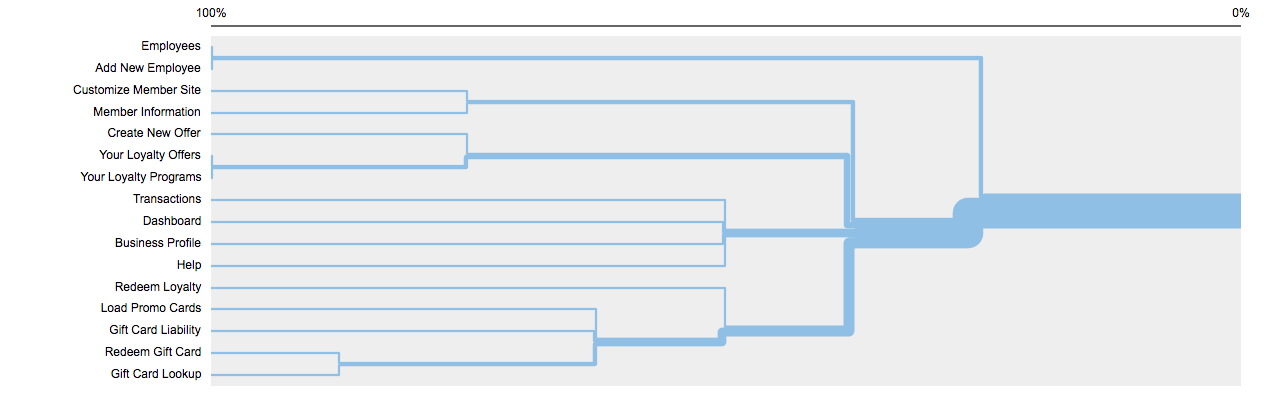 100% 0%
Employees
Add New Employee
Customize Member Site
Member Information
Create New Offer
Your Loyalty Offers
Your Loyalty Programs
Transactions
Dashboard
Business Profile
Help
Redeem Loyalty
Load Promo Cards
Gift Card Liability
Redeem Gift Card
Gift Card Lookup